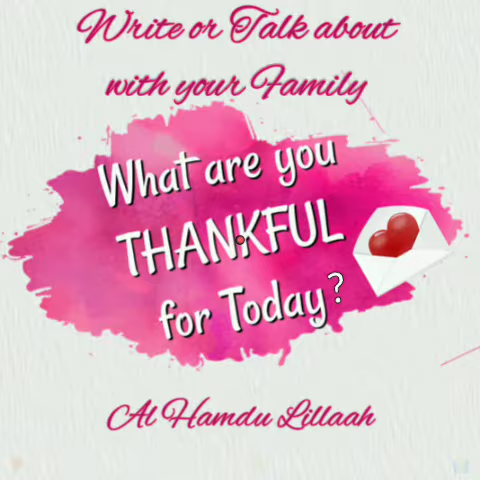 Write or Talk about
with your Family
What are you
THANKFUL
for Today?
Al Hamdu Lillaah